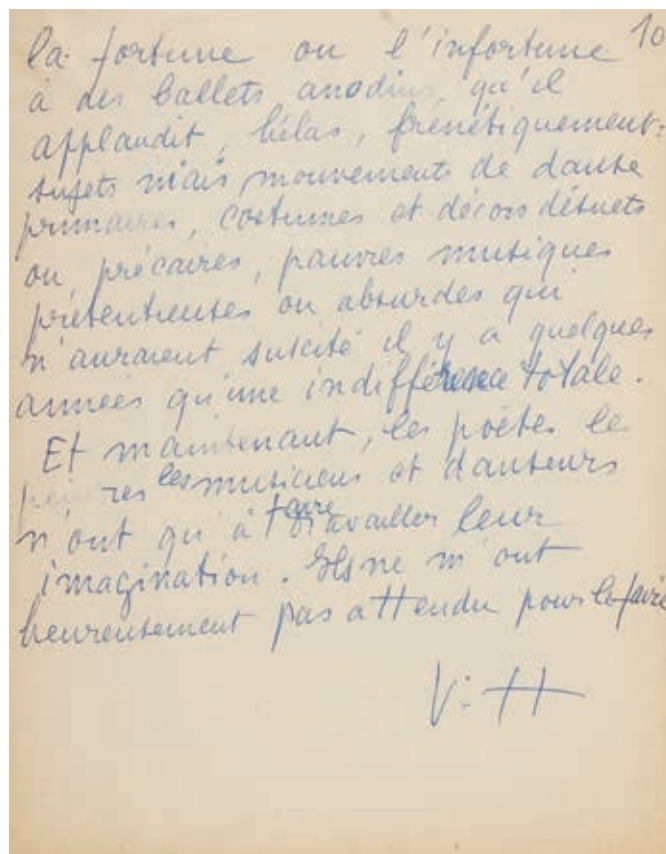 10
la fortune ou l'infortune
à des ballets anodins, qu'il
applaudit, hélas, frénétiquement:
sujets niais, mouvements de danse
primaires, costumes et décors désuets
ou précaires, pauvres musiques
prétentieuses ou absurdes qui
n'auraient suscité il y a quelques
années qu'une indifférence totale.
Et maintenant, les poètes les
les musiciens et danseurs
n'ont qu'à faire travailler leur
imagination. Ils ne m'ont
heureusement pas attendu pour le faire
V. H